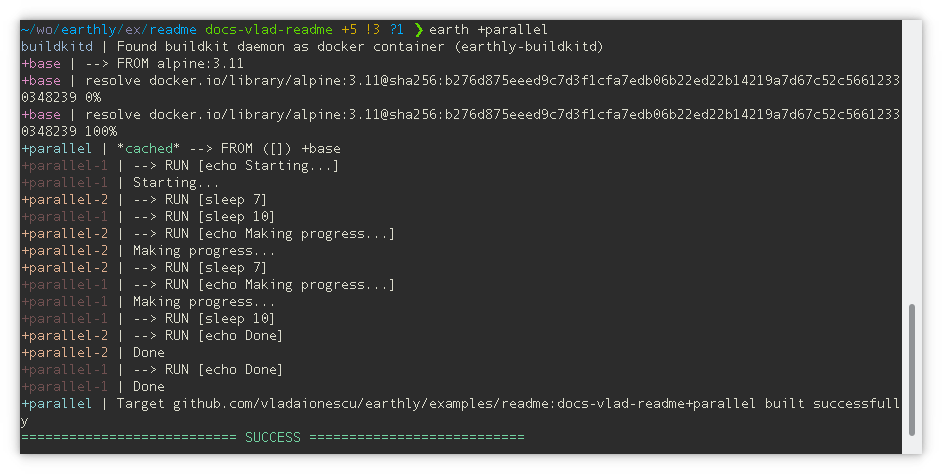 ~/wo/earthly/ex/readme docs-vlad-readme +5 !3 ?1 ❯ earth +parallel
buildkitd | Found buildkit daemon as docker container (earthly-buildkitd)
+base | --> FROM alpine:3.11
+base | resolve docker.io/library/alpine:3.11@sha256:b276d875eeed9c7d3f1cfa7edb06b22ed22b14219a7d67c52c5661233
0348239 0%
+base | resolve docker.io/library/alpine:3.11@sha256:b276d875eeed9c7d3f1cfa7edb06b22ed22b14219a7d67c52c5661233
0348239 100%
+parallel | *cached* --> FROM ([]) +base
+parallel-1 | --> RUN [echo Starting...]
+parallel-1 | Starting...
+parallel-2 | --> RUN [sleep 7]
+parallel-1 | --> RUN [sleep 10]
+parallel-2 | --> RUN [echo Making progress...]
+parallel-2 | Making progress...
+parallel-2 | --> RUN [sleep 7]
+parallel-1 | --> RUN [echo Making progress...]
+parallel-1 | Making progress...
+parallel-1 | --> RUN [sleep 10]
+parallel-2 | --> RUN [echo Done]
+parallel-2 | Done
+parallel-1 | --> RUN [echo Done]
+parallel-1 | Done
+parallel | Target github.com/vladaionescu/earthly/examples/readme:docs-vlad-readme+parallel built successfull
y
=========================== SUCCESS ===========================